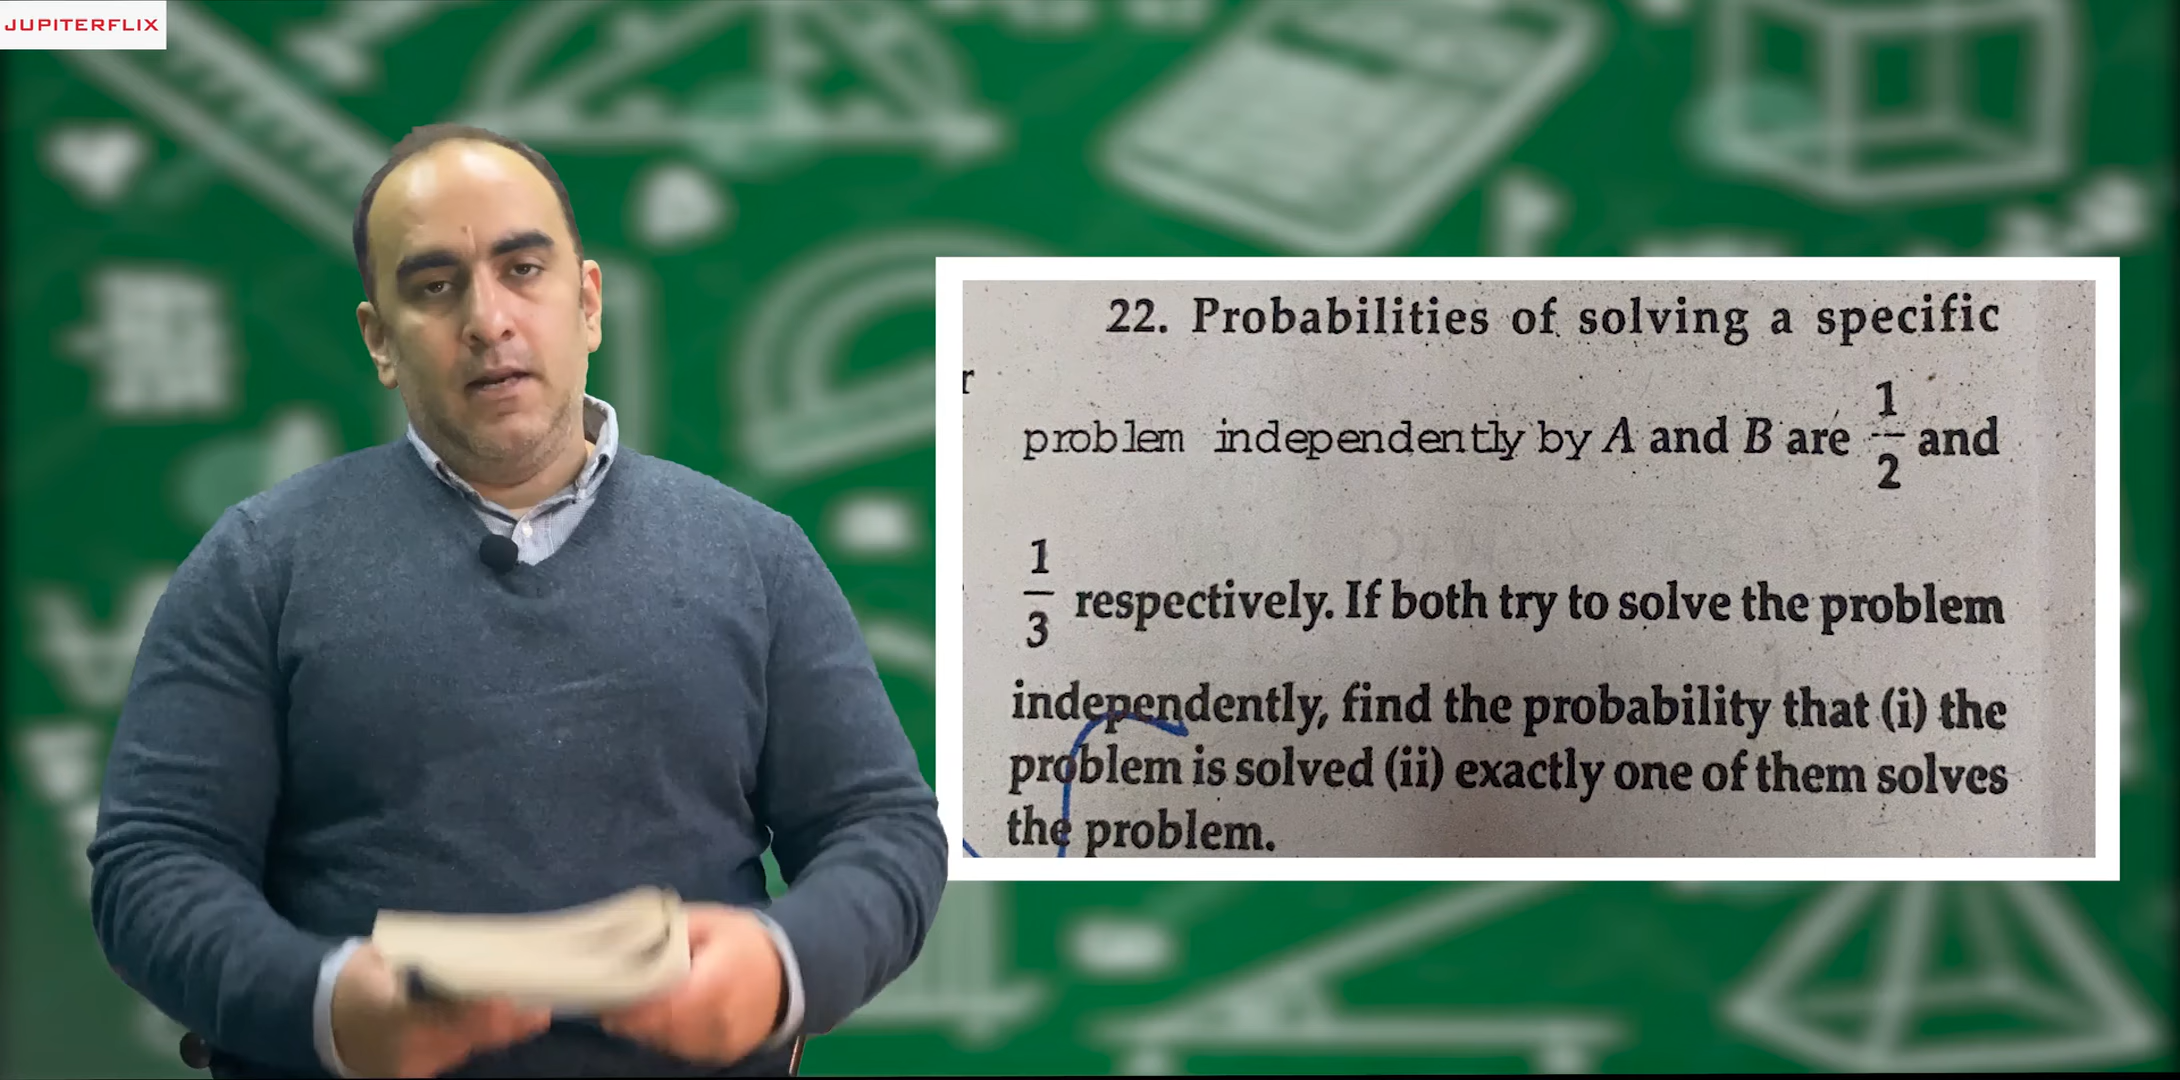 JUPITERFLIX
22. Probabilities of solving a specific
r
problem independently by A and B are 1/2 and
1/3 respectively. If both try to solve the problem
independently, find the probability that (i) the
problem is solved (ii) exactly one of them solves
the problem.